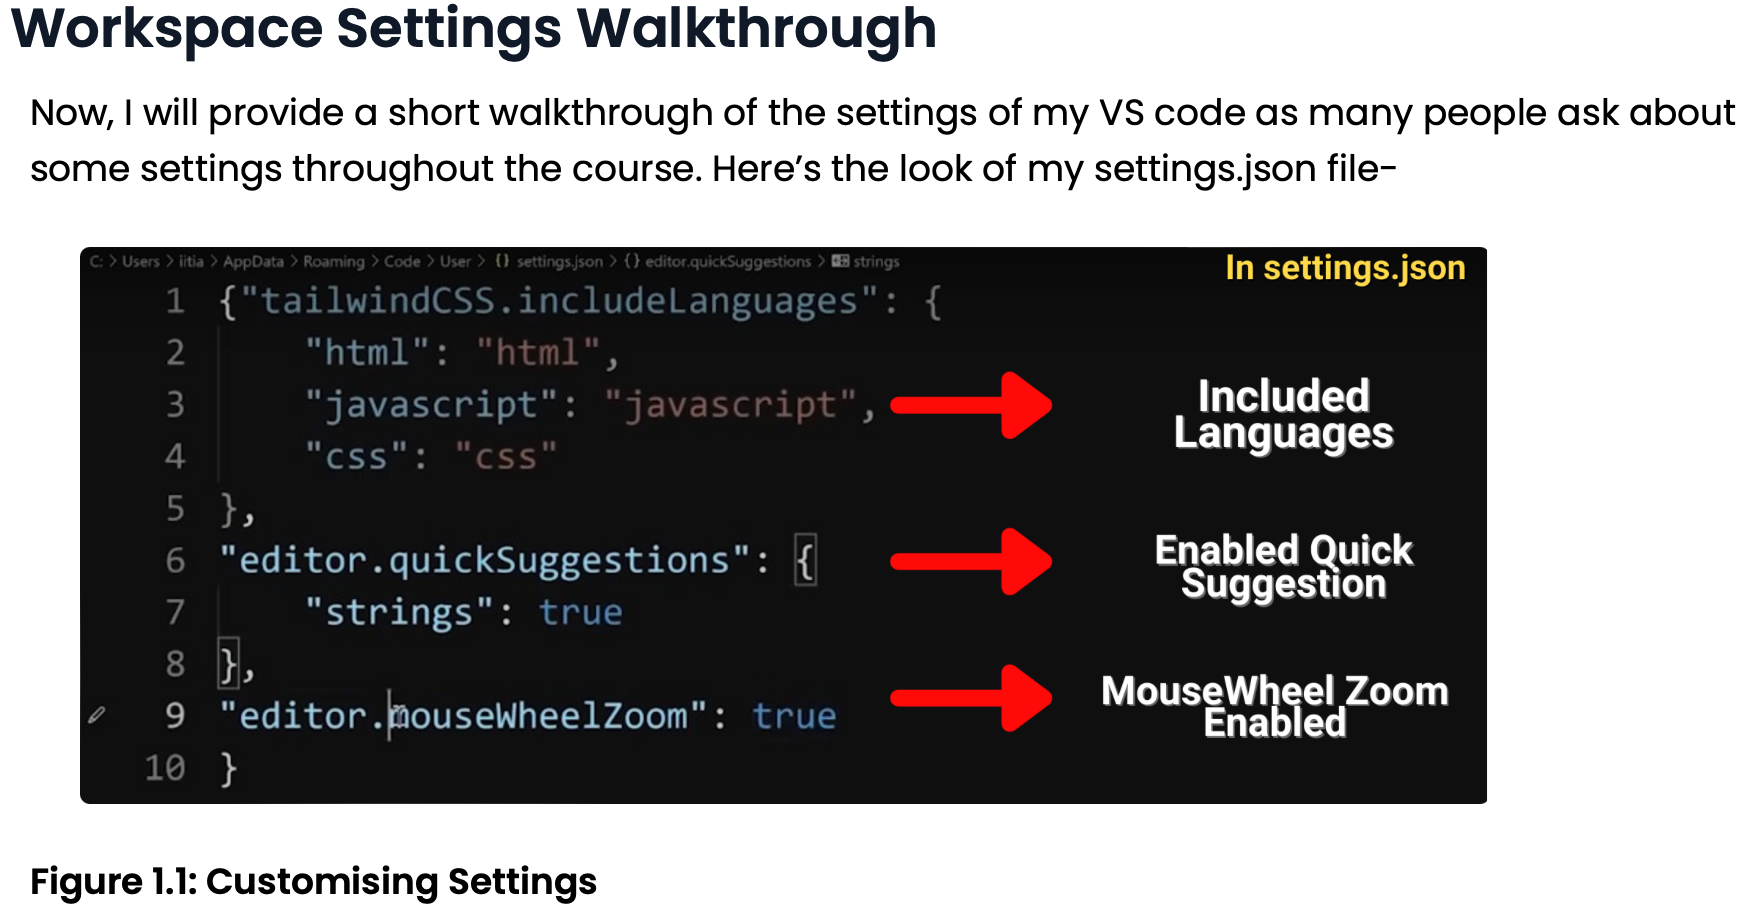 Workspace Settings Walkthrough
Now, I will provide a short walkthrough of the settings of my VS code as many people ask about
some settings throughout the course. Here’s the look of my settings.json file-
C: > Users > iitia > AppData > Roaming > Code > User > {} settings.json > {} editor.quickSuggestions > strings
In settings.json
1 {"tailwindCSS.includeLanguages": {
2 "html": "html",
3 "javascript": "javascript",
4 "css": "css"
5 },
6 "editor.quickSuggestions": {
7 "strings": true
8 },
9 "editor.mouseWheelZoom": true
10 }
Included
Languages
Enabled Quick
Suggestion
MouseWheel Zoom
Enabled
Figure 1.1: Customising Settings